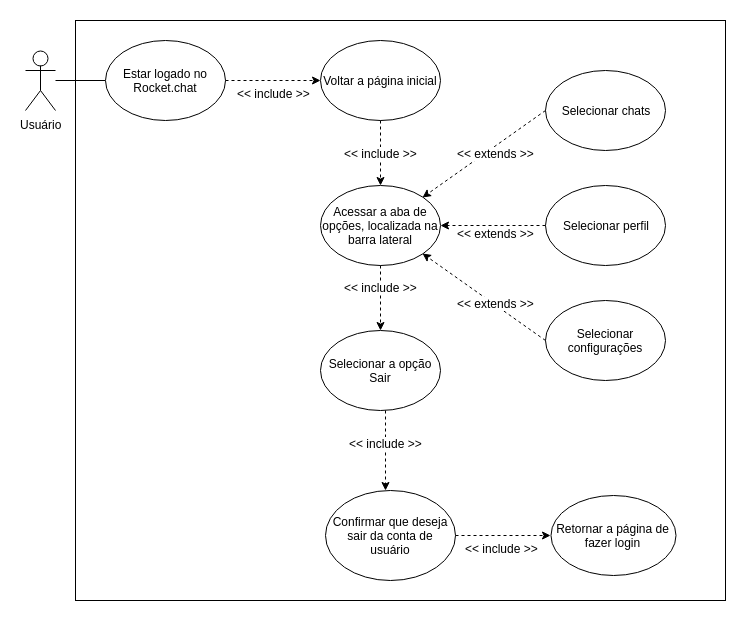 Estar logado no
Rocket.chat
<< include >>
Voltar a página inicial
Usuário
<< include >>
Selecionar chats
<< extends >>
Acessar a aba de
opções, localizada na
barra lateral
<< extends >>
Selecionar perfil
<< include >>
<< extends >>
Selecionar
configurações
Selecionar a opção
Sair
<< include >>
Confirmar que deseja
sair da conta de
usuário
<< include >>
Retornar a página de
fazer login